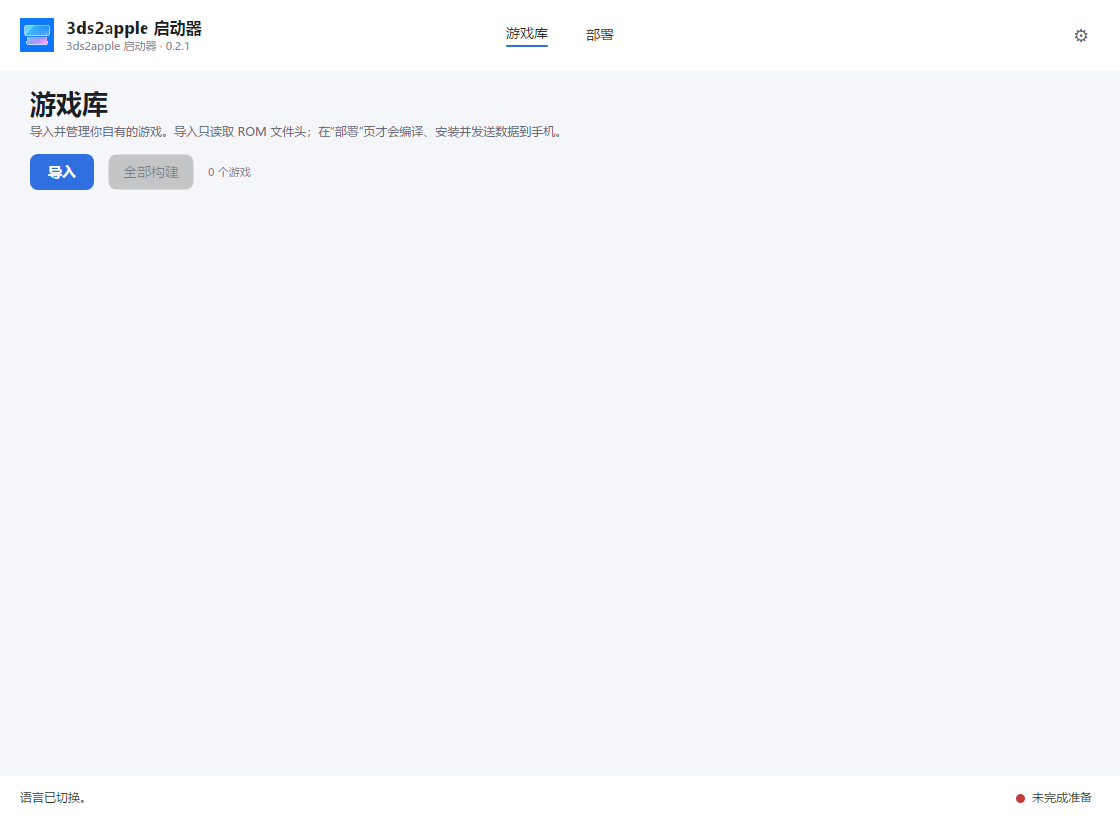 3ds2apple 启动器
3ds2apple 启动器 · 0.2.1
游戏库
部署
游戏库
导入并管理你自有的游戏。导入只读取 ROM 文件头；在"部署"页才会编译、安装并发送数据到手机。
导入
全部构建
0 个游戏
语言已切换。
未完成准备